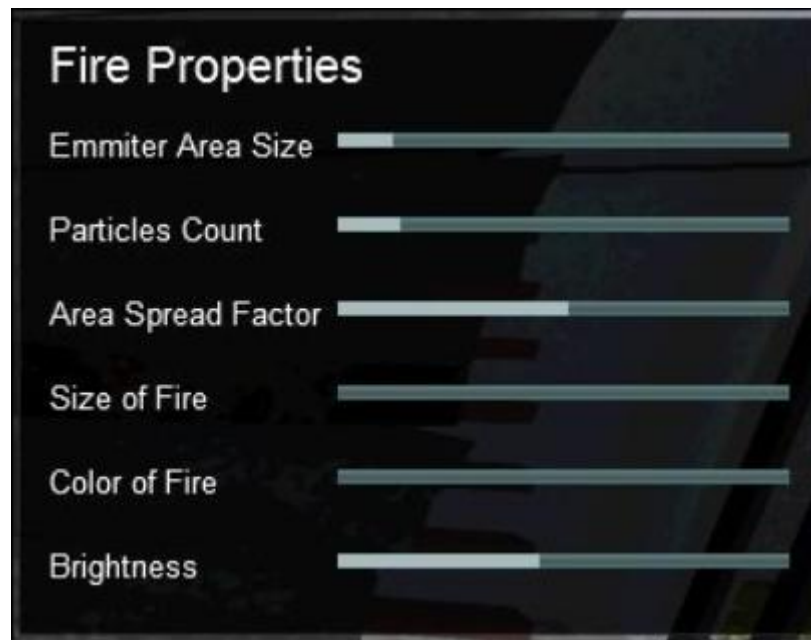 Fire Properties
Emmiter Area Size
Particles Count
Area Spread Factor
Size of Fire
Color of Fire
Brightness